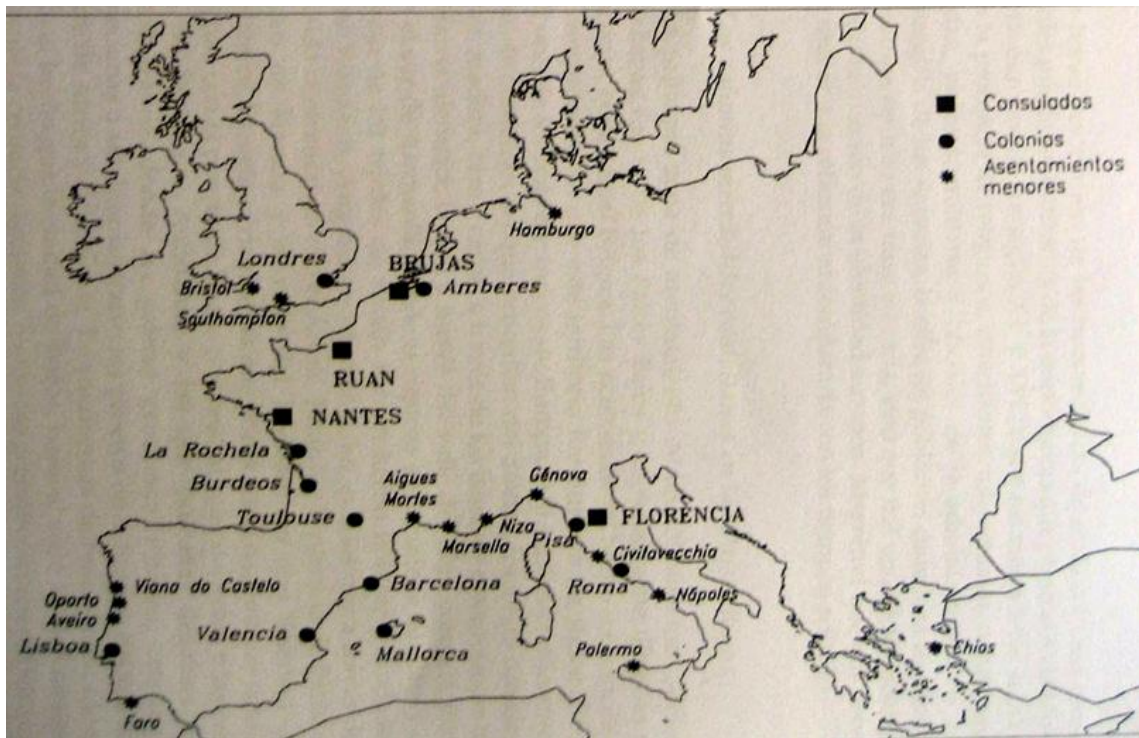 Consulados
Colonias
Asentamientos
menores
Hamburgo
Londres
BRUJAS
Bristol
Amberes
Southampton
RUAN
NANTES
La Rochela
Burdeos
Aigues
Mortes
Génova
Toulouse
Niza
FLORENCIA
Marsella
Pisa
Civitavecchia
Viana do Castelo
Barcelona
Roma
Nápoles
Oporto
Aveiro
Valencia
Lisboa
Mallorca
Palermo
Chios
Faro